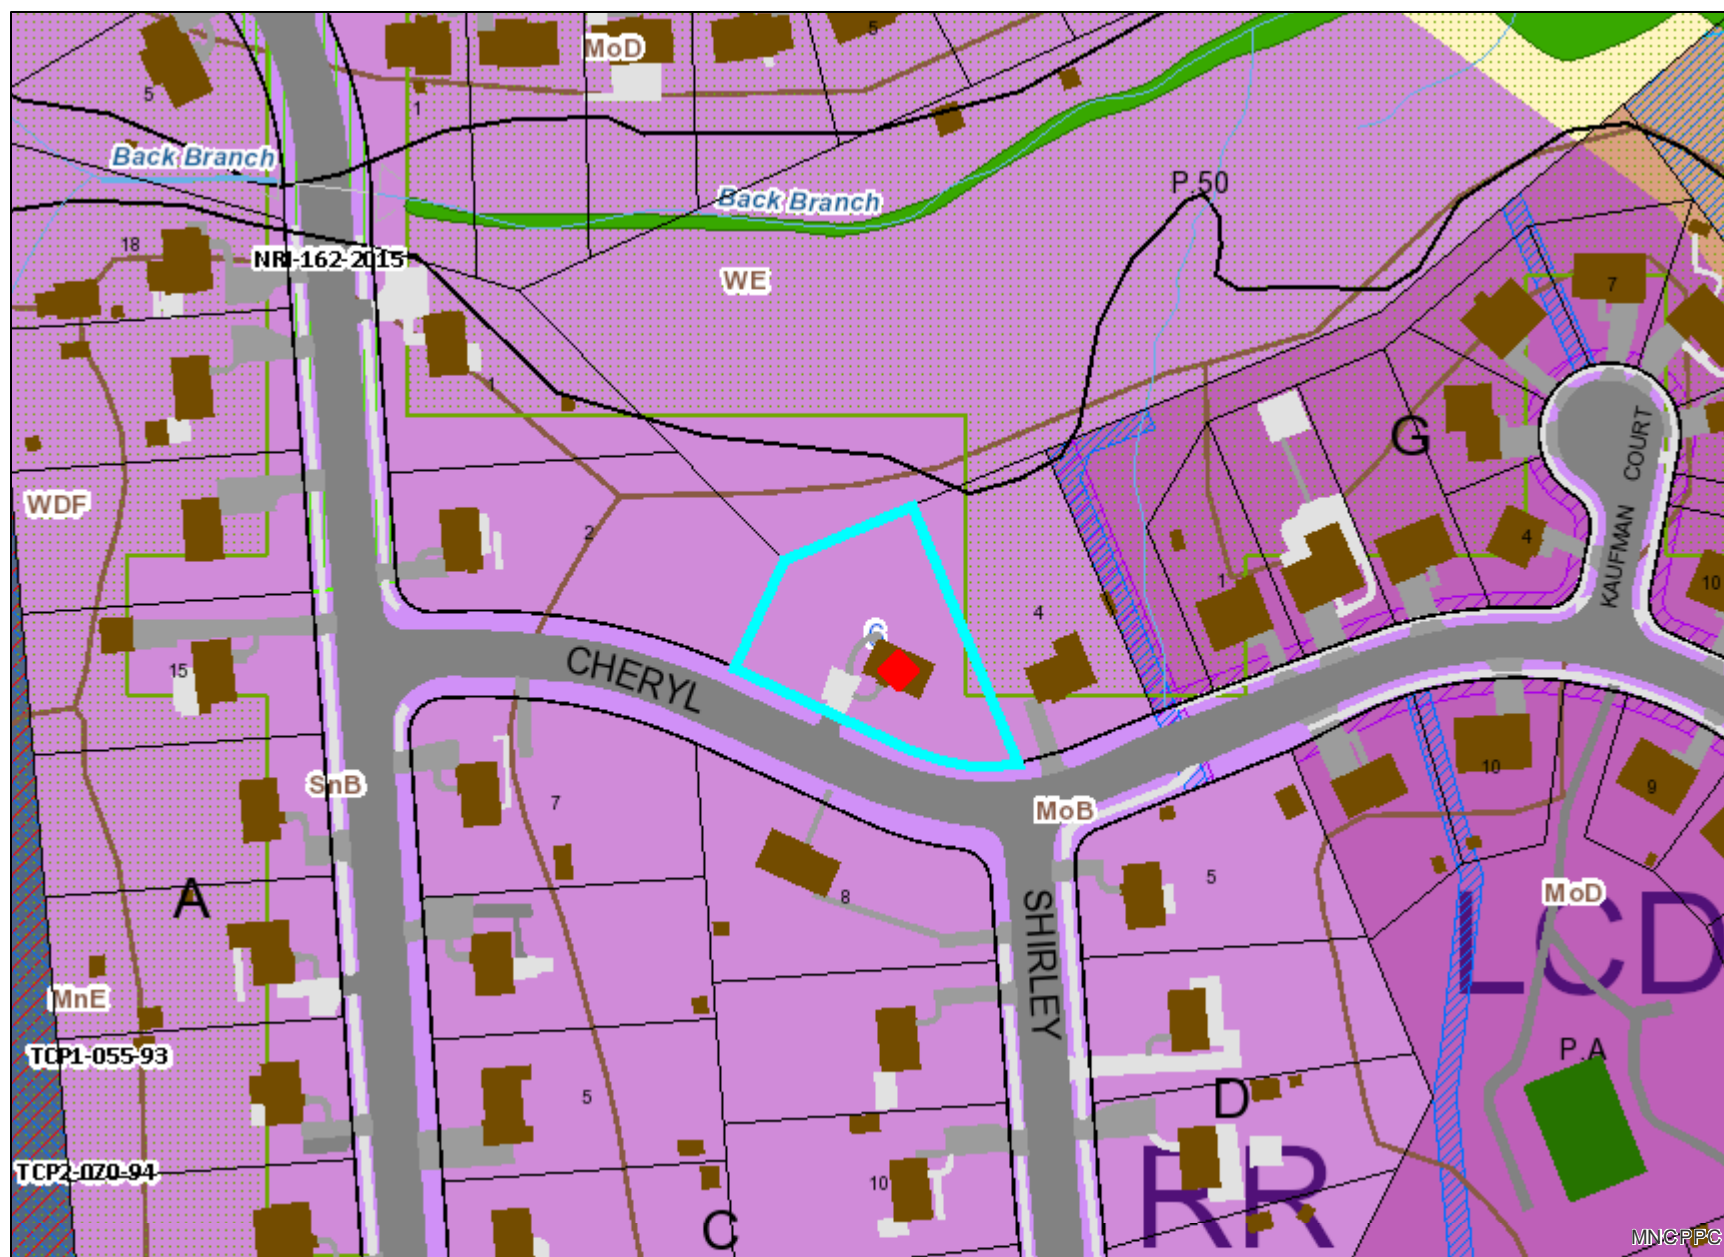 5
MoD
5
1
Back Branch
P.50
Back Branch
18
NRI-162-2015
WE
7
1
G
COURT
WDF
2
KAUFMAN
4
1
10
4
15
CHERYL
SnB
7
MoB
10
9
A
8
5
MoD
LCD
SHIRLEY
MnE
P.A
TCP1-055-93
5
D
TCP2-070-94
10
RR
C
MNCPPC